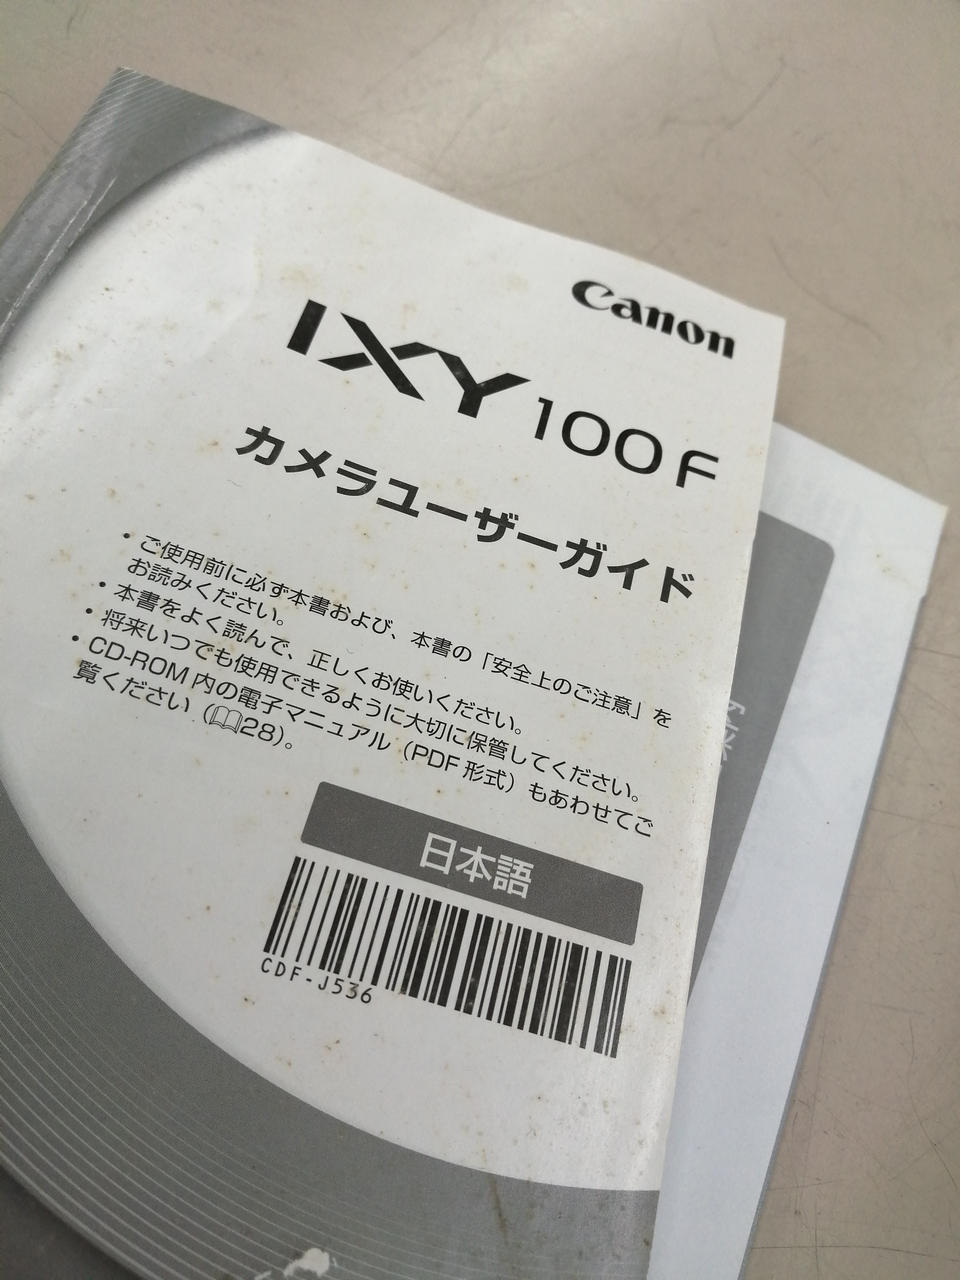 Canon
IXY 100F
カメラユーザーガイド
• ご使用前に必ず本書および、本書の「安全上のご注意」を
お読みください。
• 本書をよく読んで、正しくお使いください。
• 将来いつでも使用できるように大切に保管してください。
• CD-ROM 内の電子マニュアル（PDF 形式）もあわせてご
覧ください（📖28）。
日本語
CDF-J536